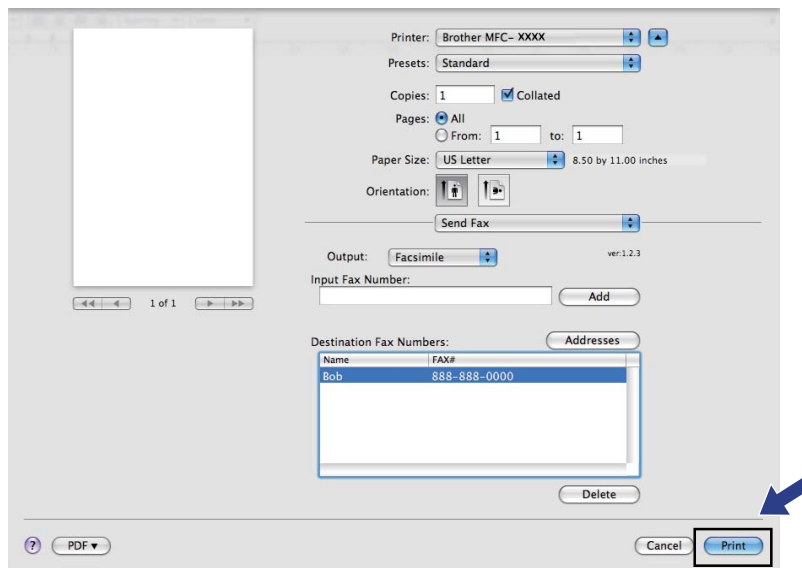 Printer: Brother MFC- XXXX
Presets: Standard
Copies: 1 Collated
Pages: All
From: 1 to: 1
Paper Size: US Letter 8.50 by 11.00 inches
Orientation:
Send Fax
Output: Facsimile ver:1.2.3
Input Fax Number:
Add
1 of 1
Destination Fax Numbers: Addresses
Name FAX#
Bob 888-888-0000
Delete
? PDF▼ Cancel Print